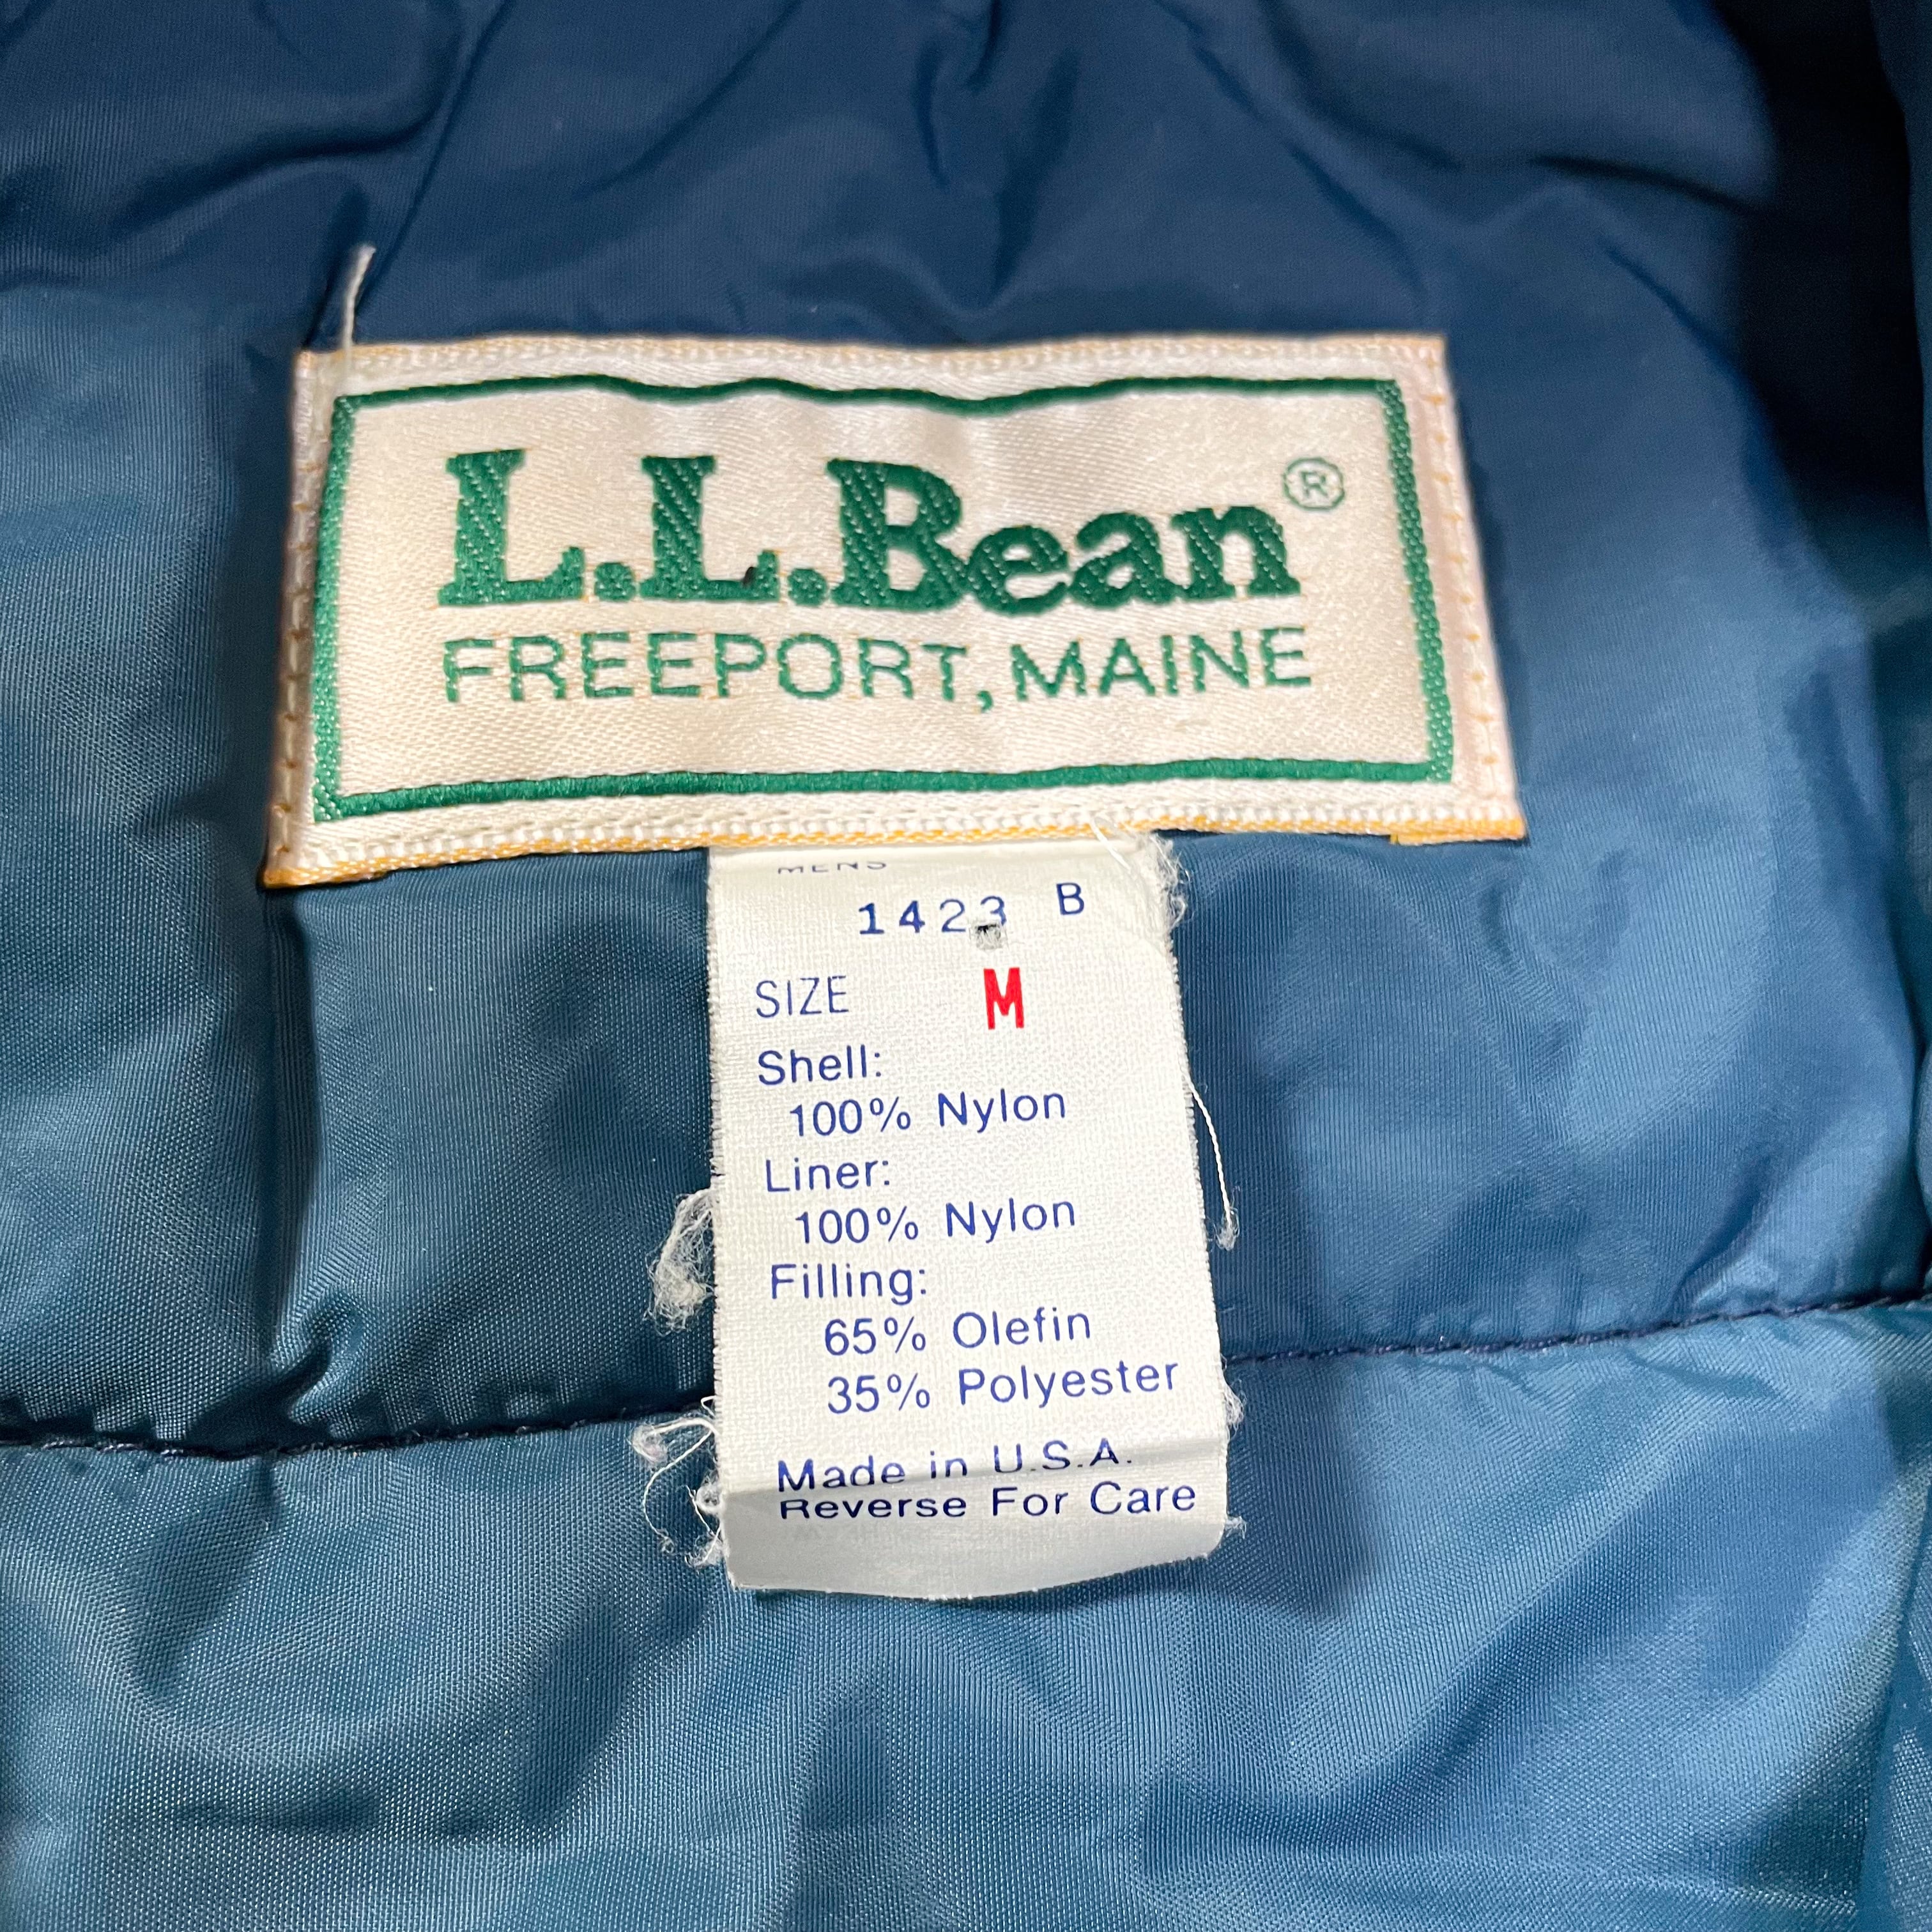 L.L.Bean®
FREEPORT, MAINE
MENS
1423 B
SIZE M
Shell:
100% Nylon
Liner:
100% Nylon
Filling:
65% Olefin
35% Polyester
Made in U.S.A.
Reverse For Care